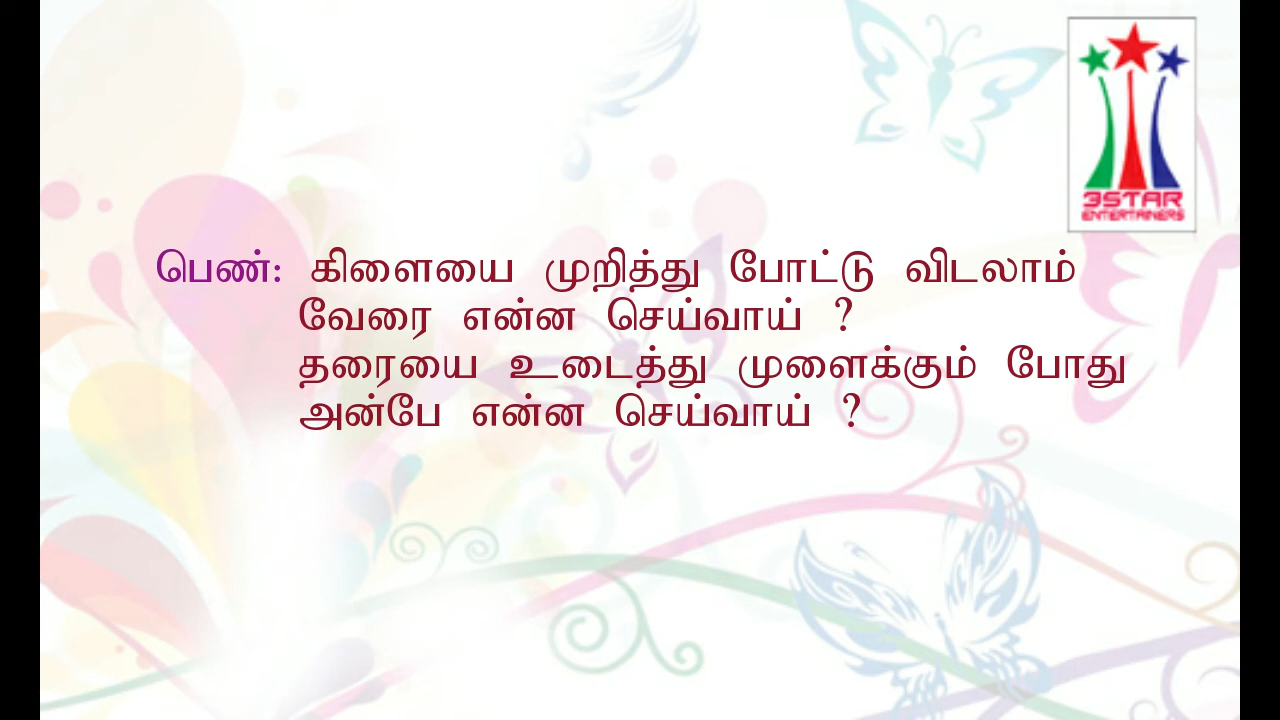 3STAR
ENTERTAINERS
பெண்: கிளையை முறித்து போட்டு விடலாம்
வேரை என்ன செய்வாய் ?
தரையை உடைத்து முளைக்கும் போது
அன்பே என்ன செய்வாய் ?